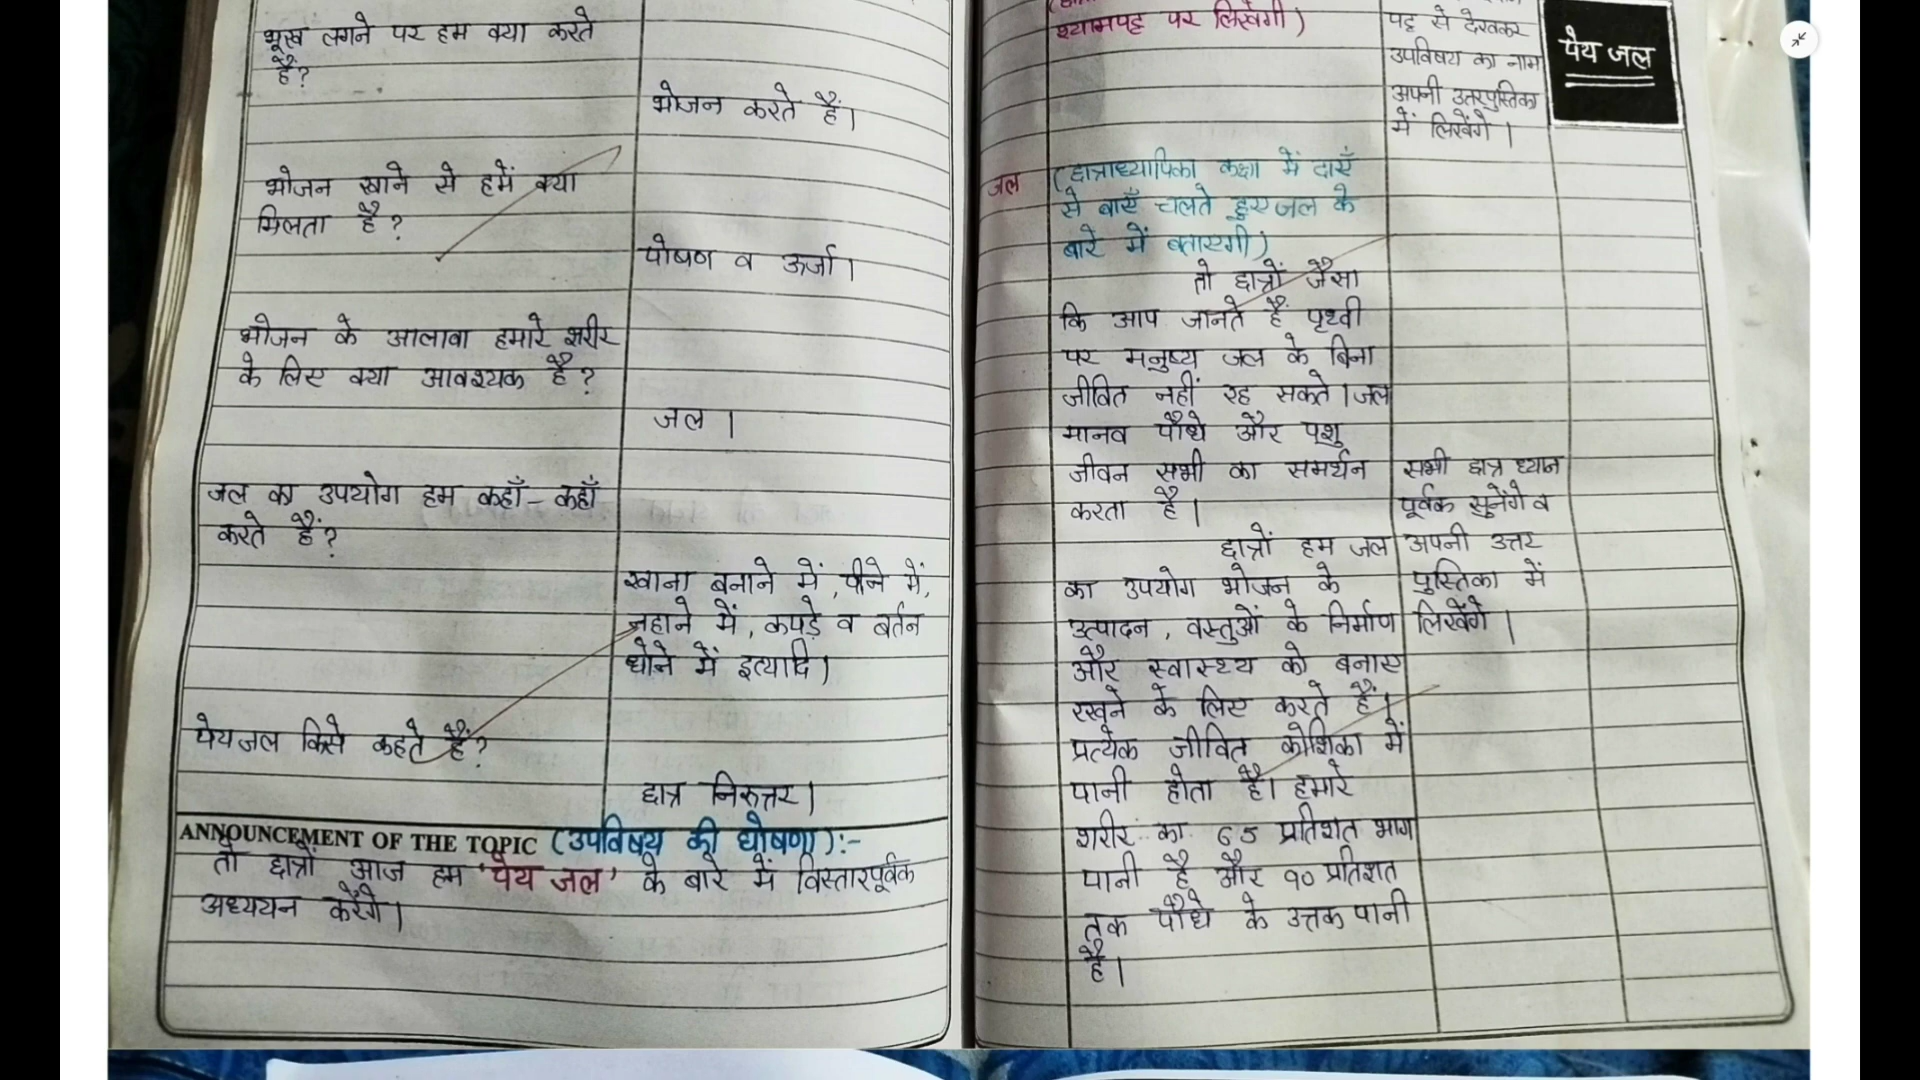 भूख लगने पर हम क्या करते
हैं?
भोजन करते हैं।
भोजन खाने से हमें क्या
मिलता है?
पोषण व ऊर्जा।
भोजन के आलावा हमारे शरीर
के लिए क्या आवश्यक है?
जल।
जल का उपयोग हम कहाँ-कहाँ
करते हैं?
खाना बनाने में, पीने में,
नहाने में, कपड़े व बर्तन
धोने में इत्यादि।
पेयजल किसे कहते हैं?
छात्र निरुत्तर।
ANNOUNCEMENT OF THE TOPIC (उपविषय की घोषणा):-
तो छात्रों आज हम 'पेय जल' के बारे में विस्तारपूर्वक
अध्ययन करेंगे।
श्यामपट्ट पर लिखेगी)
पट्ट से देखकर
उपविषय का नाम
अपनी उत्तरपुस्तिका
में लिखेंगे।
पेय जल
जल
(छात्राध्यापिका कक्षा में दाएँ
से बाएँ चलते हुए जल के
बारे में बताएगी)
तो छात्रों जैसा
कि आप जानते हैं पृथ्वी
पर मनुष्य जल के बिना
जीवित नहीं रह सकते। जल
मानव पौधे और पशु
जीवन सभी का समर्थन
करता है।
छात्रों हम जल
का उपयोग भोजन के
उत्पादन, वस्तुओं के निर्माण
और स्वास्थ्य को बनाए
रखने के लिए करते हैं।
प्रत्येक जीवित कोशिका में
पानी होता है। हमारे
शरीर का ६5 प्रतिशत भाग
पानी है और ९० प्रतिशत
तक पौधे के उत्तक पानी
है।
सभी छात्र ध्यान
पूर्वक सुनेंगे व
अपनी उत्तर
पुस्तिका में
लिखेंगे।